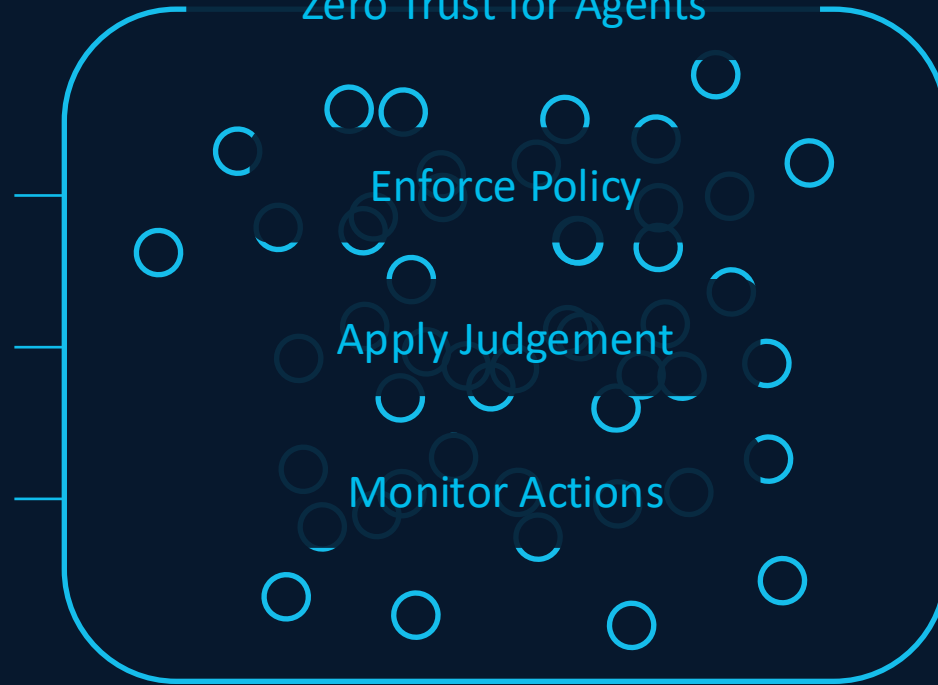 Zero Trust for Agents
Enforce Policy
Apply Judgement
Monitor Actions